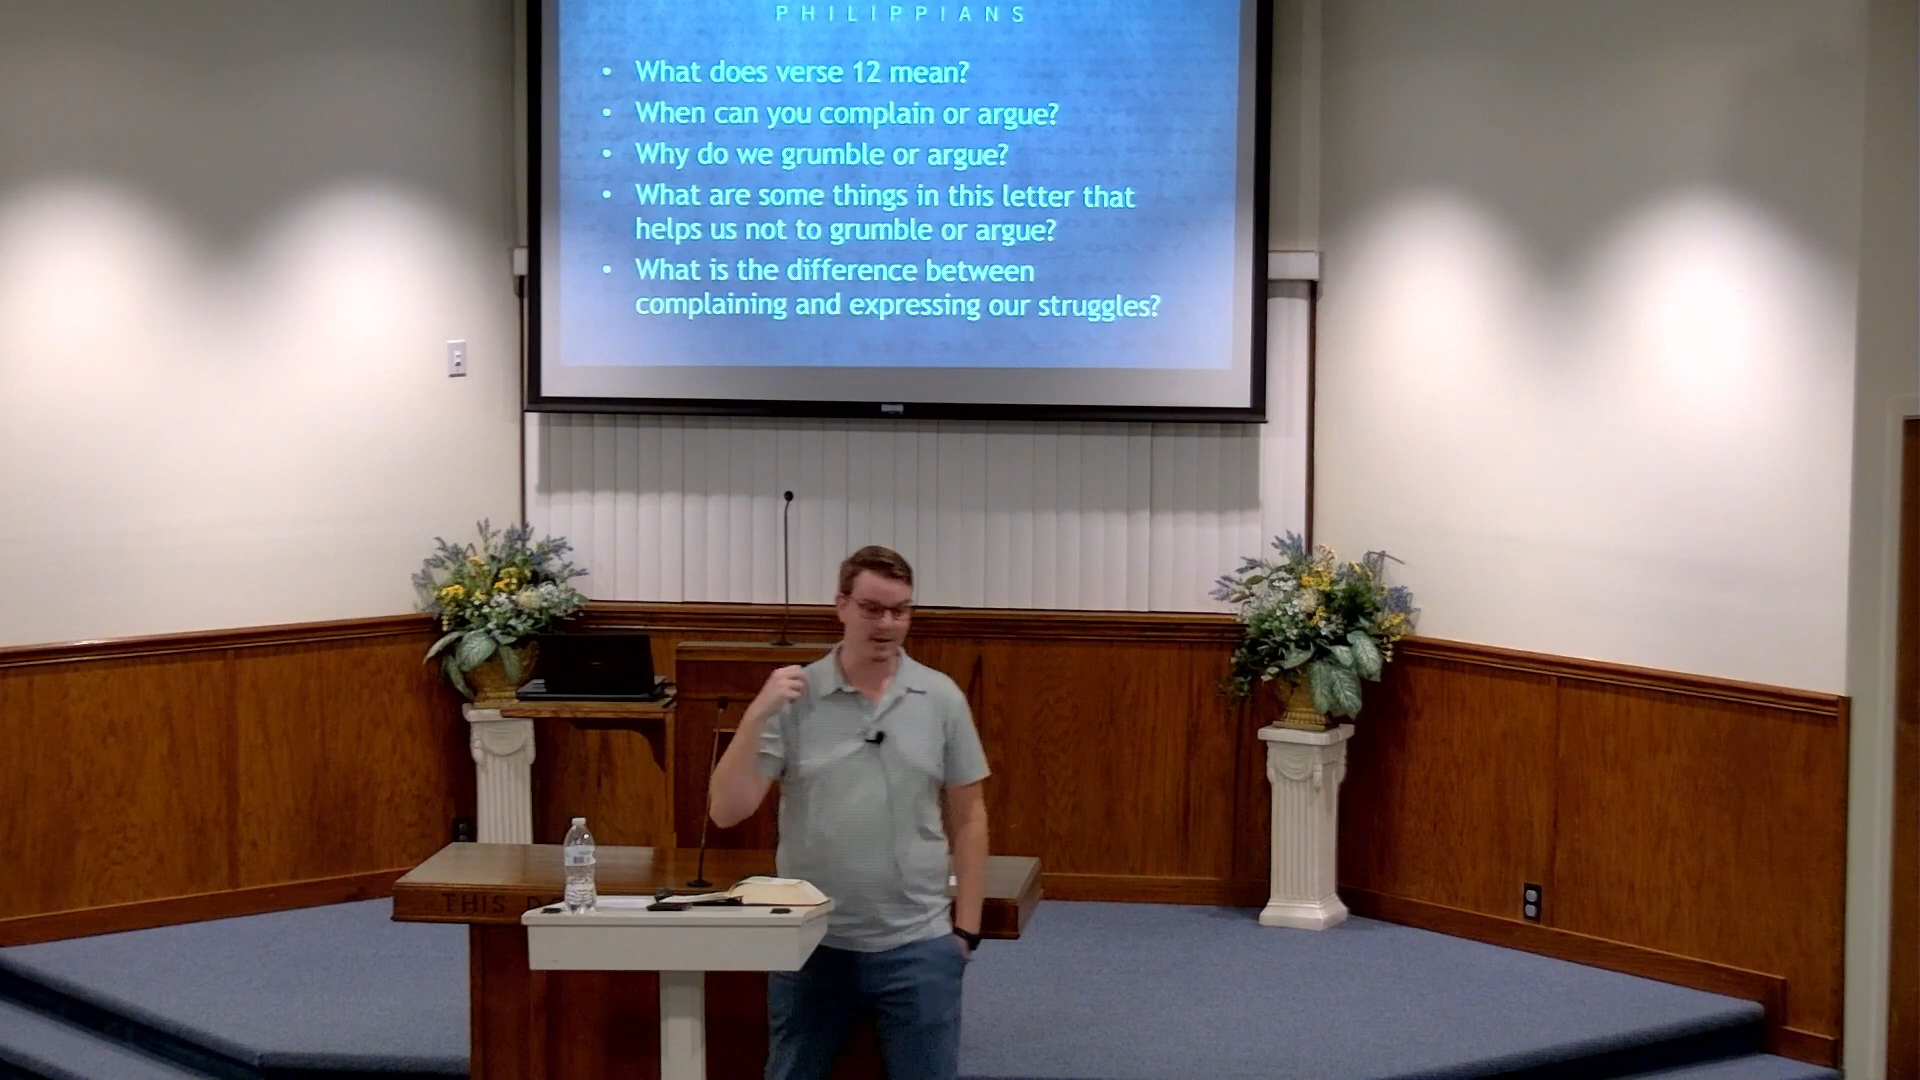 PHILIPPIANS
• What does verse 12 mean?
• When can you complain or argue?
• Why do we grumble or argue?
• What are some things in this letter that
helps us not to grumble or argue?
• What is the difference between
complaining and expressing our struggles?
THIS